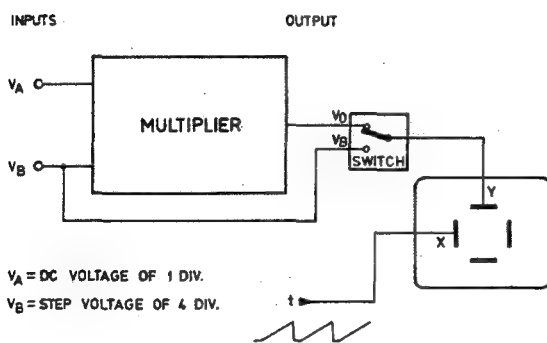 INPUTS
OUTPUT
VA
MULTIPLIER
VO
VB
SWITCH
VB
Y
X
VA = DC VOLTAGE OF 1 DIV.
VB = STEP VOLTAGE OF 4 DIV.
t